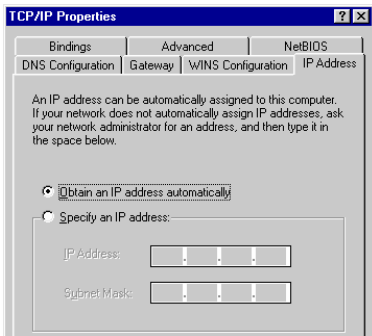 TCP/IP Properties
Bindings Advanced NetBIOS
DNS Configuration Gateway WINS Configuration IP Address
An IP address can be automatically assigned to this computer.
If your network does not automatically assign IP addresses, ask
your network administrator for an address, and then type it in
the space below.
Obtain an IP address automatically
Specify an IP address:
IP Address:
Subnet Mask: